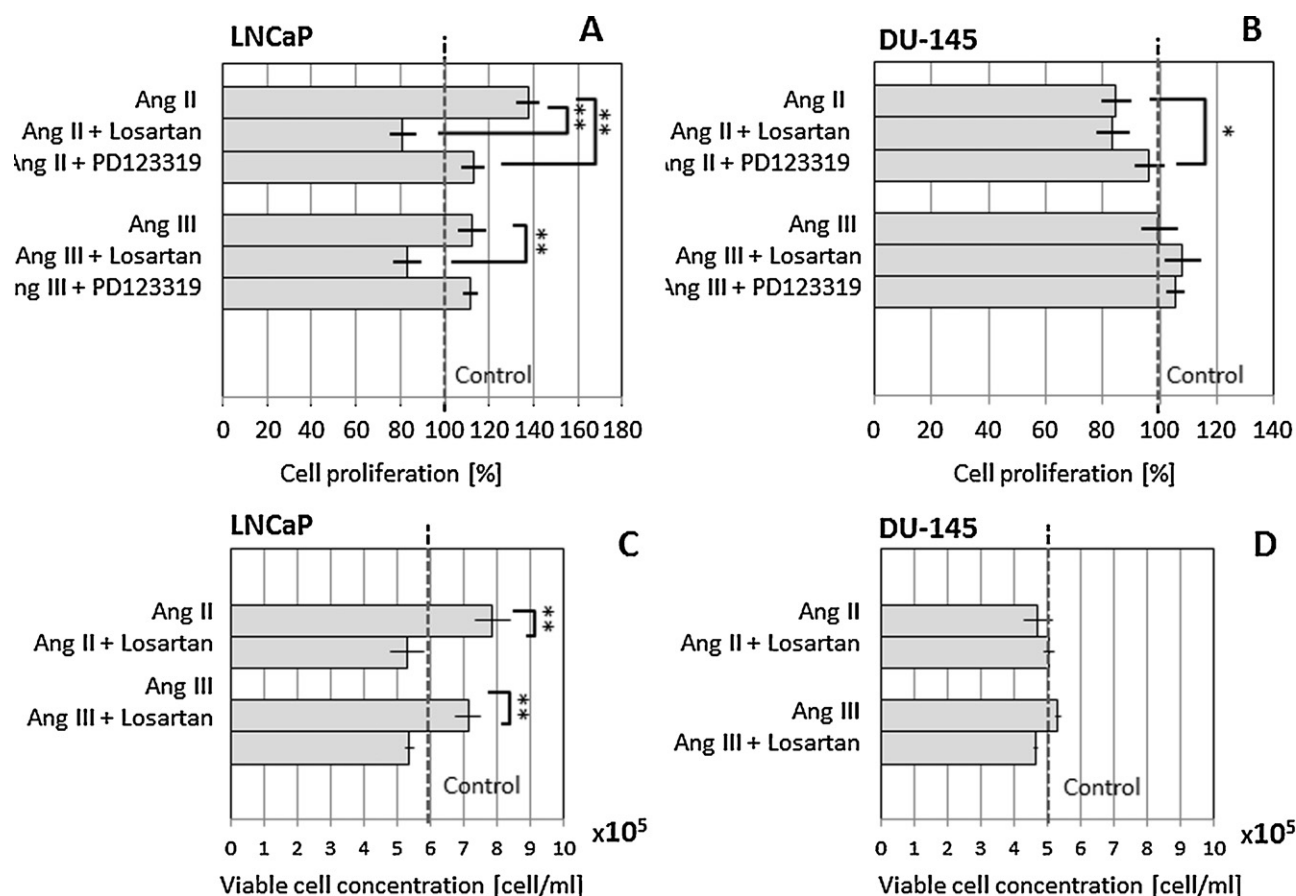 LNCaP
A
Ang II
Ang II + Losartan
Ang II + PD123319
Ang III
Ang III + Losartan
ng III + PD123319
**
**
**
Control
0 20 40 60 80 100 120 140 160 180
Cell proliferation [%]
DU-145
B
Ang II
Ang II + Losartan
Ang II + PD123319
Ang III
Ang III + Losartan
Ang III + PD123319
*
Control
0 20 40 60 80 100 120 140
Cell proliferation [%]
LNCaP
C
Ang II
Ang II + Losartan
Ang III
Ang III + Losartan
**
**
Control
0 1 2 3 4 5 6 7 8 9 10
x10⁵
Viable cell concentration [cell/ml]
DU-145
D
Ang II
Ang II + Losartan
Ang III
Ang III + Losartan
Control
0 1 2 3 4 5 6 7 8 9 10
x10⁵
Viable cell concentration [cell/ml]